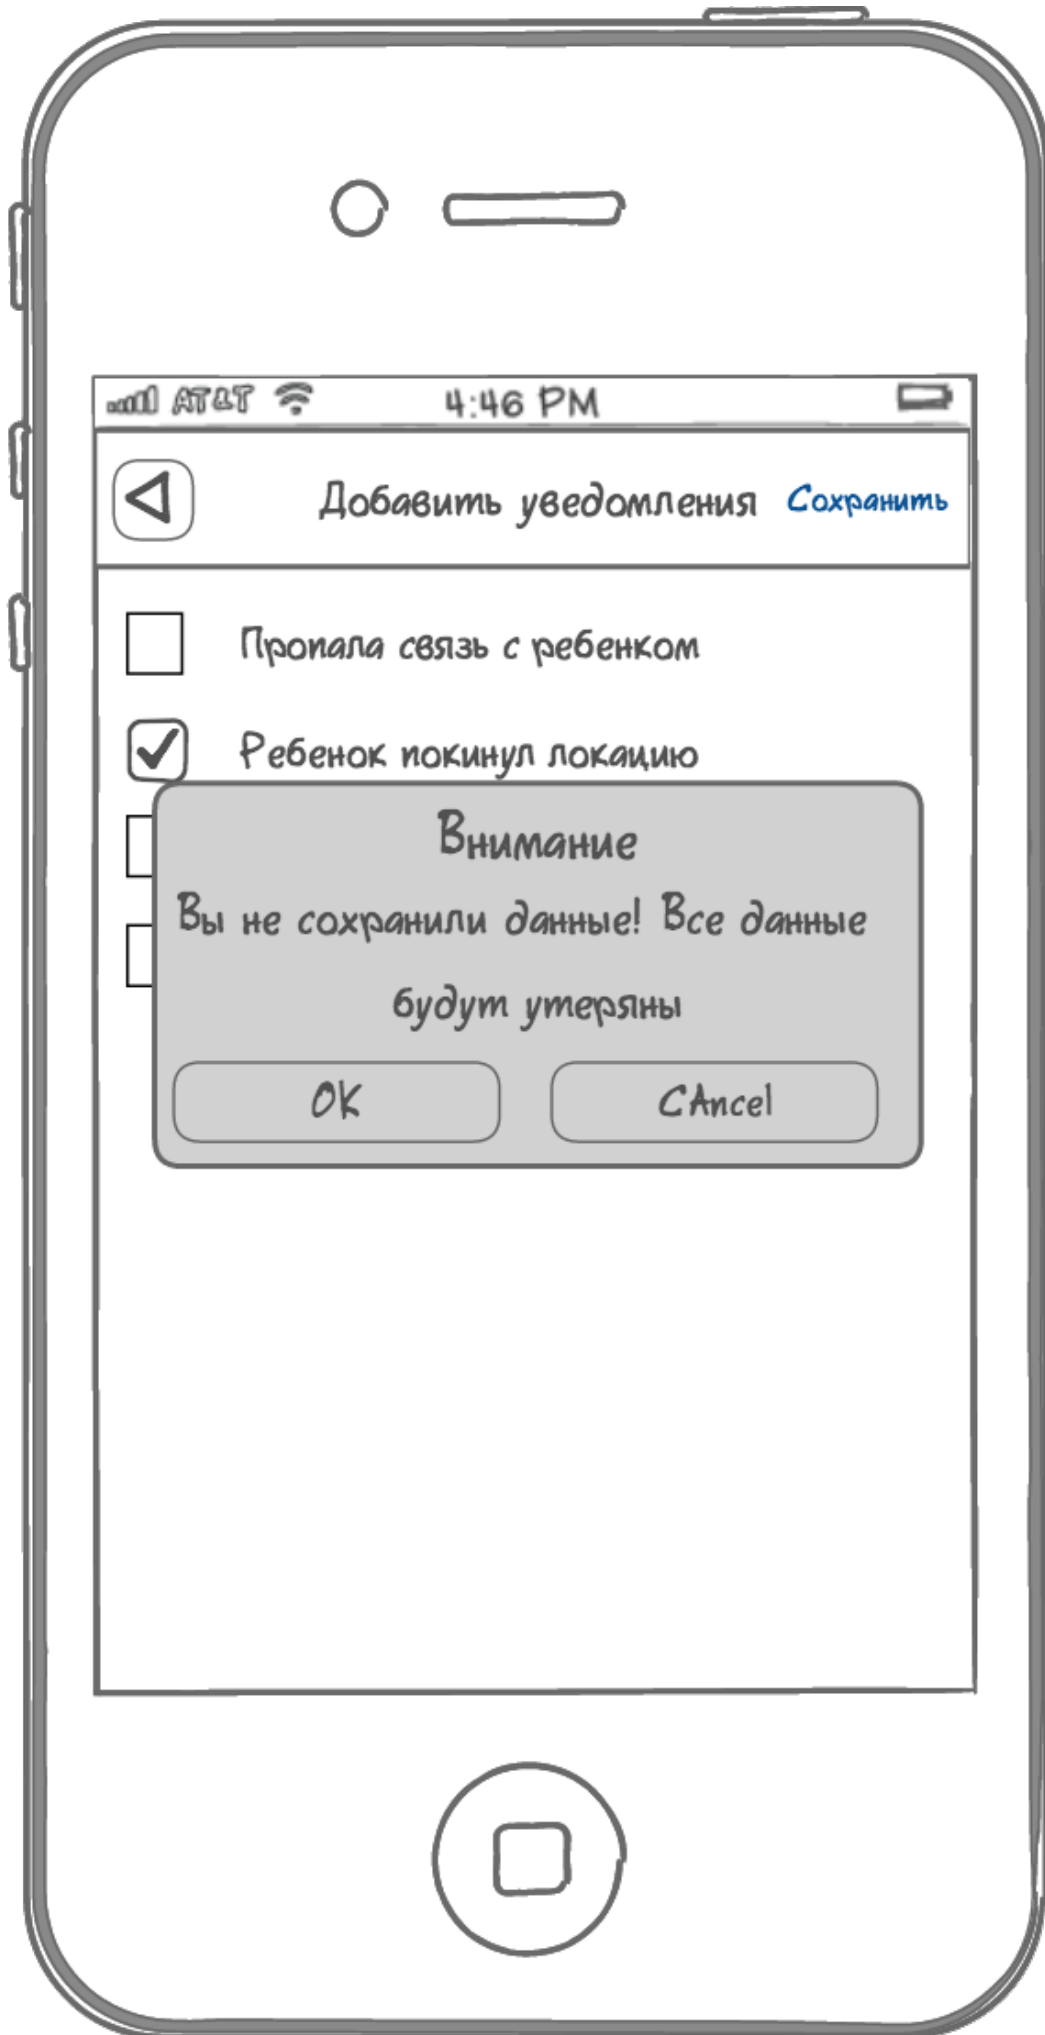 AT&T 4:46 PM
Добавить уведомления Сохранить
Пропала связь с ребенком
Ребенок покинул локацию
Внимание
Вы не сохранили данные! Все данные
будут утеряны
OK CAncel